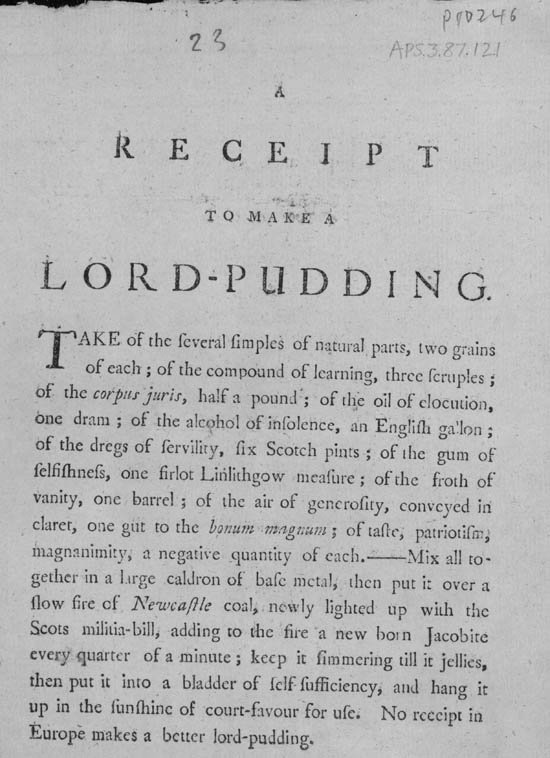 p10246
23
APS.3.87.121
A
RECEIPT
TO MAKE A
LORD-PUDDING.
TAKE of the ſeveral ſimples of natural parts, two grains
of each; of the compound of learning, three ſcruples;
of the corpus juris, half a pound; of the oil of elocution,
one dram; of the alcohol of inſolence, an Engliſh gallon;
of the dregs of ſervility, ſix Scotch pints; of the gum of
ſelfiſhneſs, one firlot Linlithgow meaſure; of the froth of
vanity, one barrel; of the air of generoſity, conveyed in
claret, one gut to the bonum magnum; of taſte, patriotiſm,
magnanimity, a negative quantity of each.——Mix all to-
gether in a large caldron of baſe metal, then put it over a
ſlow fire of Newcaſtle coal, newly lighted up with the
Scots militia-bill, adding to the fire a new born Jacobite
every quarter of a minute; keep it ſimmering till it jellies,
then put it into a bladder of ſelf-ſufficiency, and hang it
up in the ſunſhine of court-favour for uſe. No receipt in
Europe makes a better lord-pudding.